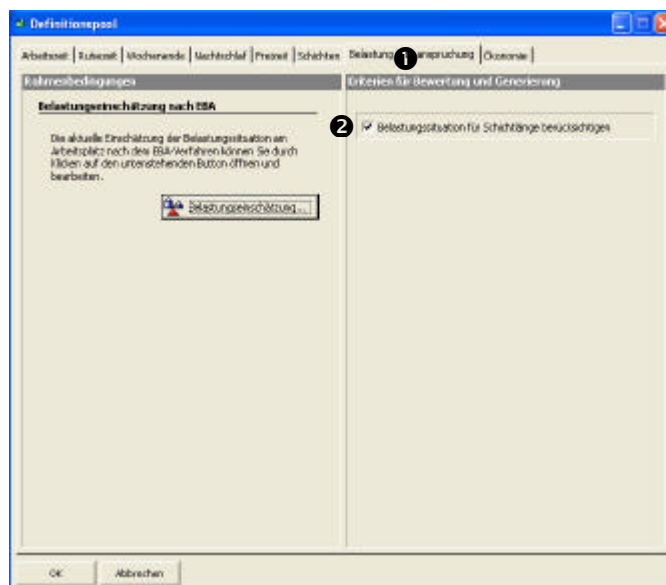 Definitionspool
Arbeitszeit Ruhezeit Wochenende Nachtschlaf Freizeit Schichten Belastung ❶ anspruchung Ökonomie
Rahmenbedingungen
Kriterien für Bewertung und Generierung
Belastungseinschätzung nach EBA
Die aktuelle Einschätzung der Belastungssituation am
Arbeitsplatz nach dem EBA-Verfahren können Sie durch
Klicken auf den untenstehenden Button öffnen und
bearbeiten.
Belastungseinschätzung...
❷ Belastungssituation für Schichtlänge berücksichtigen
OK Abbrechen